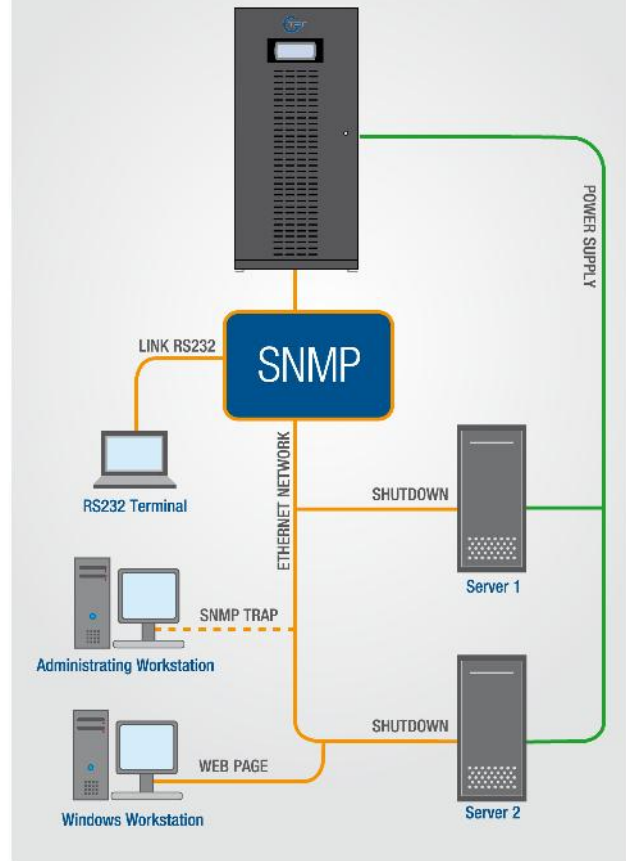 POWER SUPPLY
LINK RS232
SNMP
RS232 Terminal
ETHERNET NETWORK
SHUTDOWN
Server 1
SNMP TRAP
Administrating Workstation
SHUTDOWN
WEB PAGE
Windows Workstation
Server 2